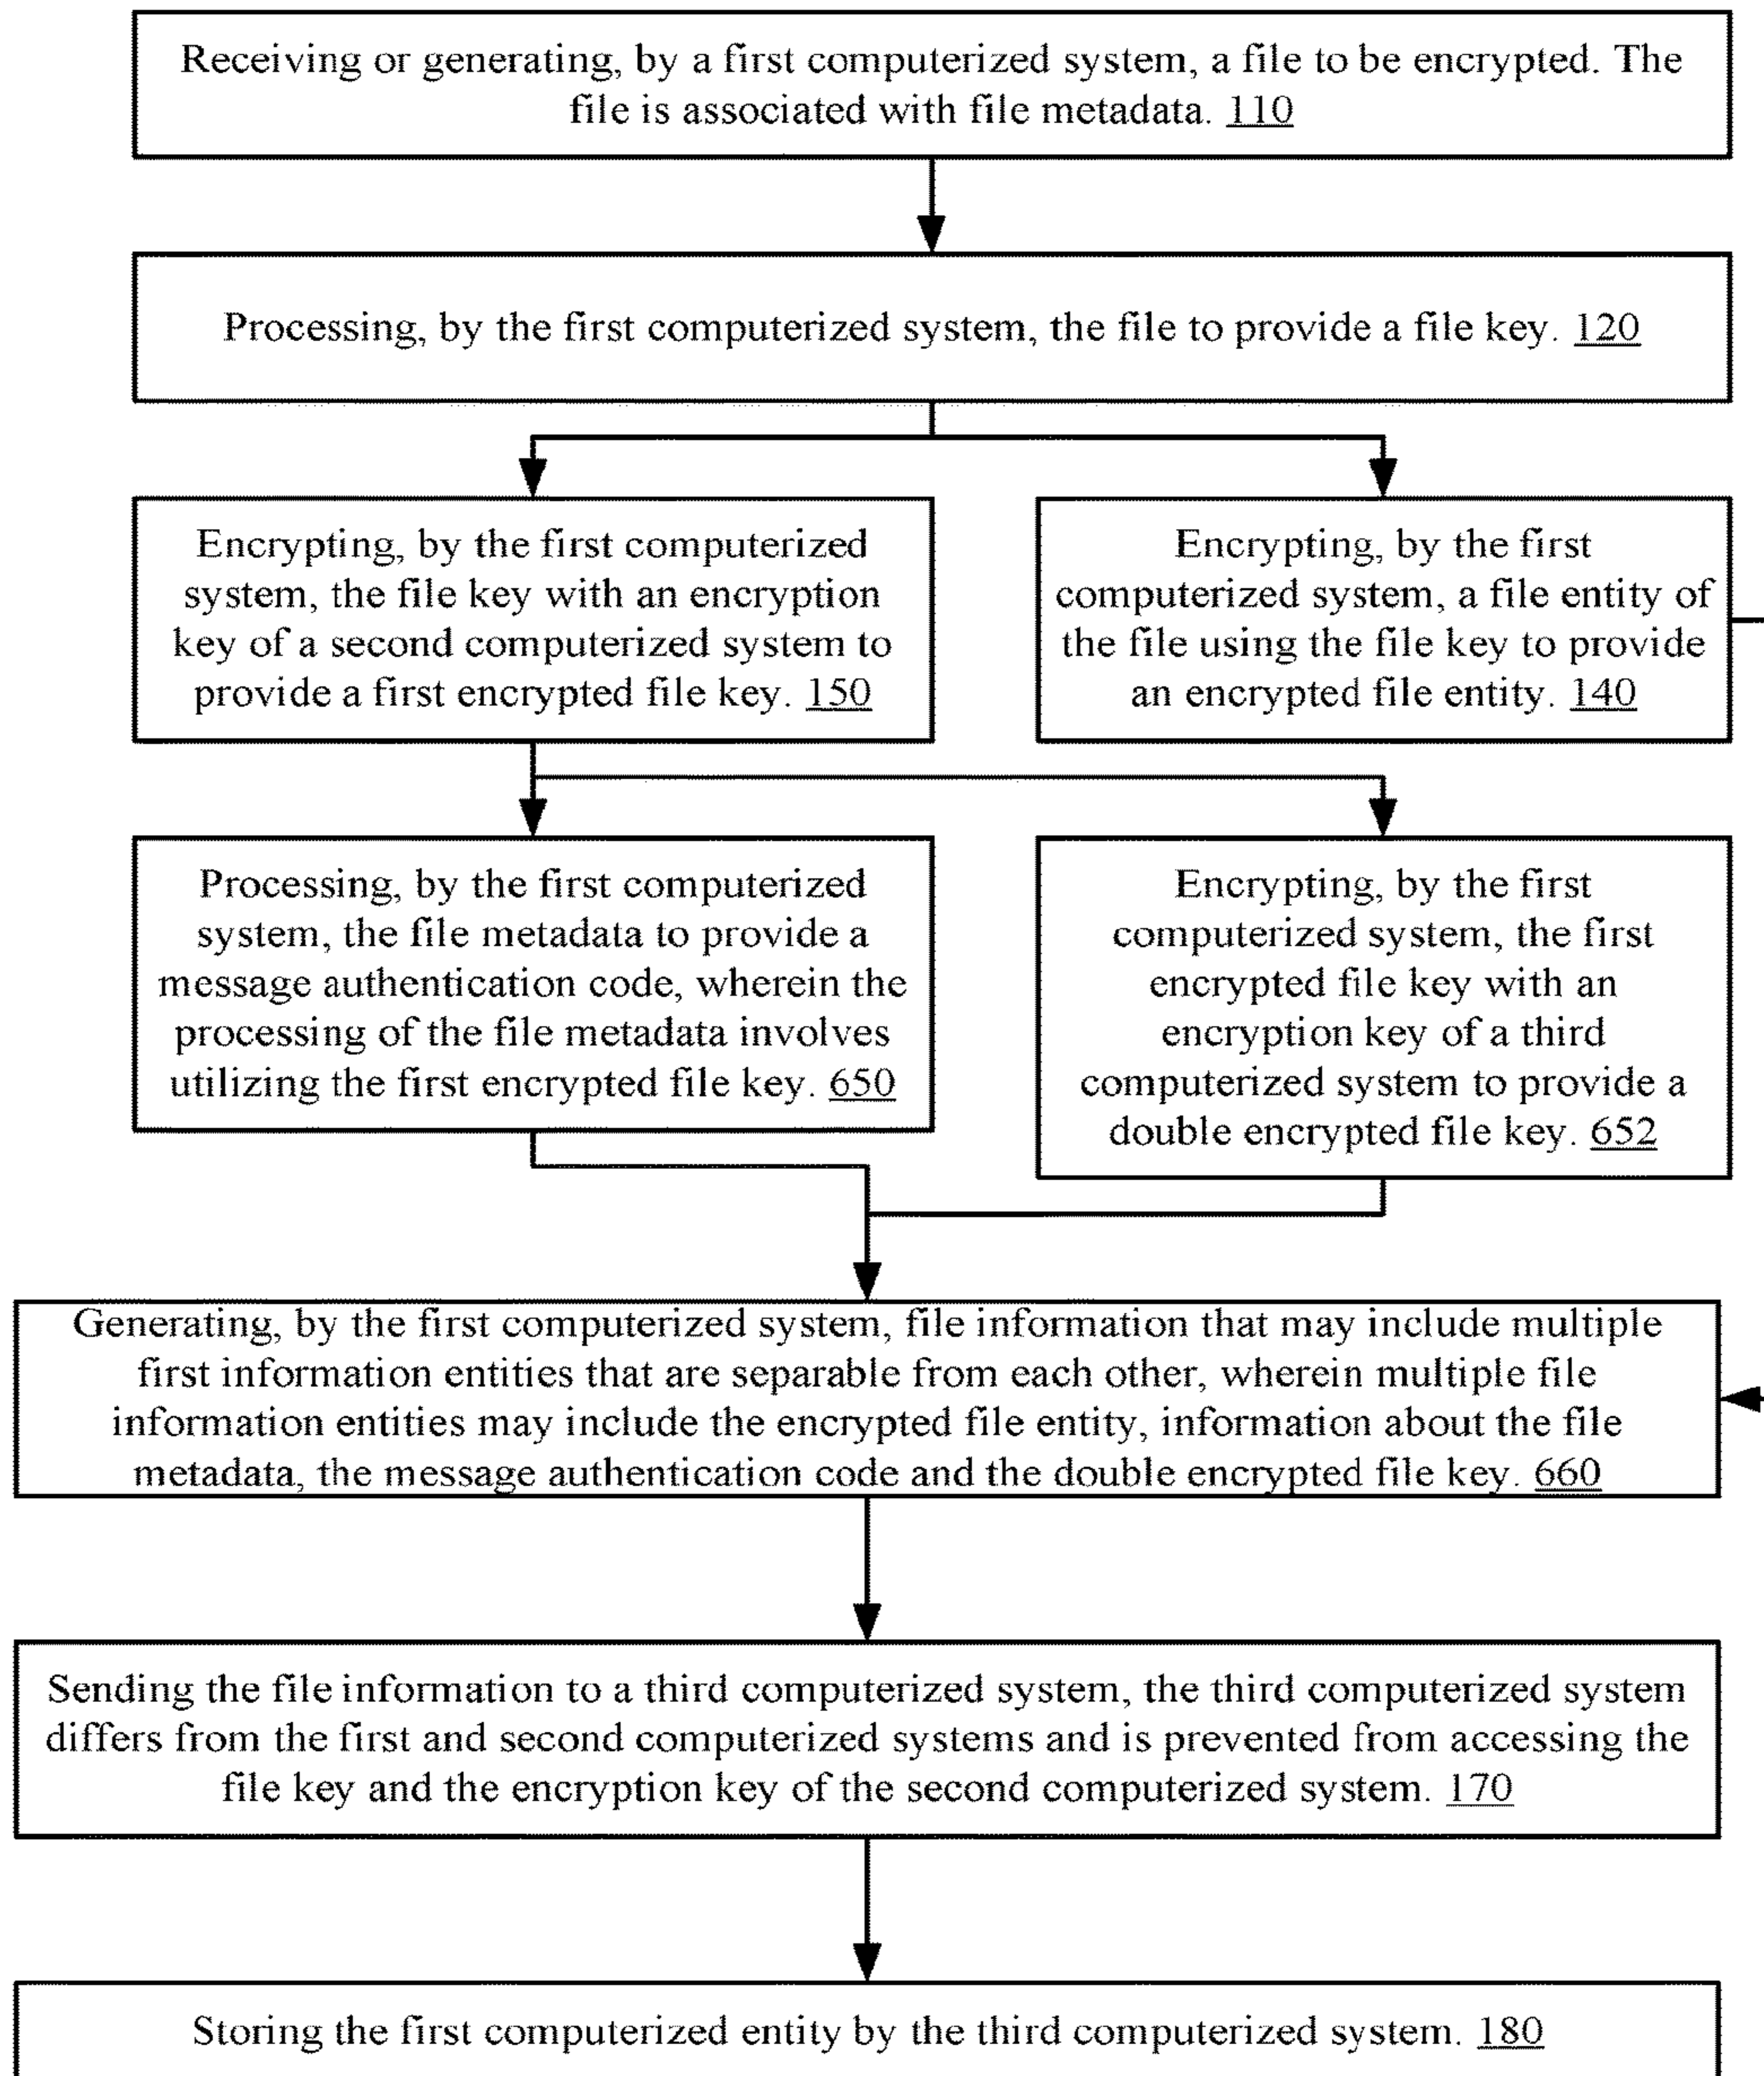 Receiving or generating, by a first computerized system, a file to be encrypted. The
file is associated with file metadata. 110
Processing, by the first computerized system, the file to provide a file key. 120
Encrypting, by the first computerized
system, the file key with an encryption
key of a second computerized system to
provide a first encrypted file key. 150
Encrypting, by the first
computerized system, a file entity of
the file using the file key to provide
an encrypted file entity. 140
Processing, by the first computerized
system, the file metadata to provide a
message authentication code, wherein the
processing of the file metadata involves
utilizing the first encrypted file key. 650
Encrypting, by the first
computerized system, the first
encrypted file key with an
encryption key of a third
computerized system to provide a
double encrypted file key. 652
Generating, by the first computerized system, file information that may include multiple
first information entities that are separable from each other, wherein multiple file
information entities may include the encrypted file entity, information about the file
metadata, the message authentication code and the double encrypted file key. 660
Sending the file information to a third computerized system, the third computerized system
differs from the first and second computerized systems and is prevented from accessing the
file key and the encryption key of the second computerized system. 170
Storing the first computerized entity by the third computerized system. 180